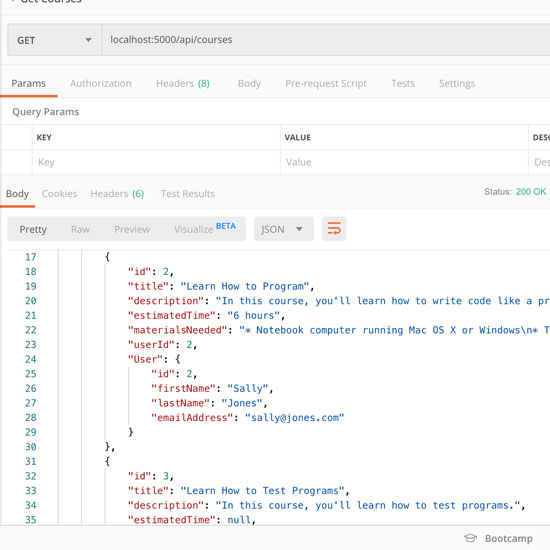 Get Courses
GET localhost:5000/api/courses
Params Authorization Headers (8) Body Pre-request Script Tests Settings
Query Params
KEY VALUE
Key Value
Body Cookies Headers (6) Test Results Status: 200 OK
Pretty Raw Preview Visualize BETA JSON
17 {
18 "id": 2,
19 "title": "Learn How to Program",
20 "description": "In this course, you'll learn how to write code like a pr
21 "estimatedTime": "6 hours",
22 "materialsNeeded": "* Notebook computer running Mac OS X or Windows\n* T
23 "userId": 2,
24 "User": {
25 "id": 2,
26 "firstName": "Sally",
27 "lastName": "Jones",
28 "emailAddress": "sally@jones.com"
29 }
30 },
31 {
32 "id": 3,
33 "title": "Learn How to Test Programs",
34 "description": "In this course, you'll learn how to test programs.",
35 "estimatedTime": null,
Bootcamp